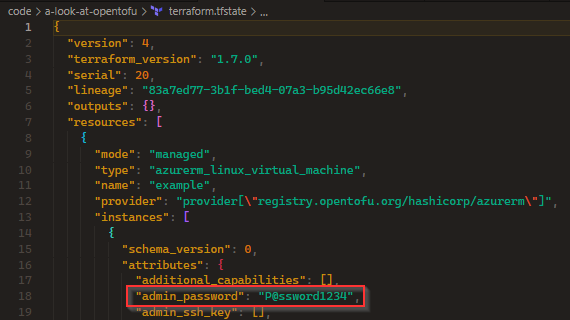 code > a-look-at-opentofu > terraform.tfstate > ...
1 {
2 "version": 4,
3 "terraform_version": "1.7.0",
4 "serial": 20,
5 "lineage": "83a7ed77-3b1f-bed4-07a3-b95d42ec66e8",
6 "outputs": {},
7 "resources": [
8 {
9 "mode": "managed",
10 "type": "azurerm_linux_virtual_machine",
11 "name": "example",
12 "provider": "provider[\"registry.opentofu.org/hashicorp/azurerm\"]",
13 "instances": [
14 {
15 "schema_version": 0,
16 "attributes": {
17 "additional_capabilities": [],
18 "admin_password": "P@ssword1234",
19 "admin_ssh_key": [],